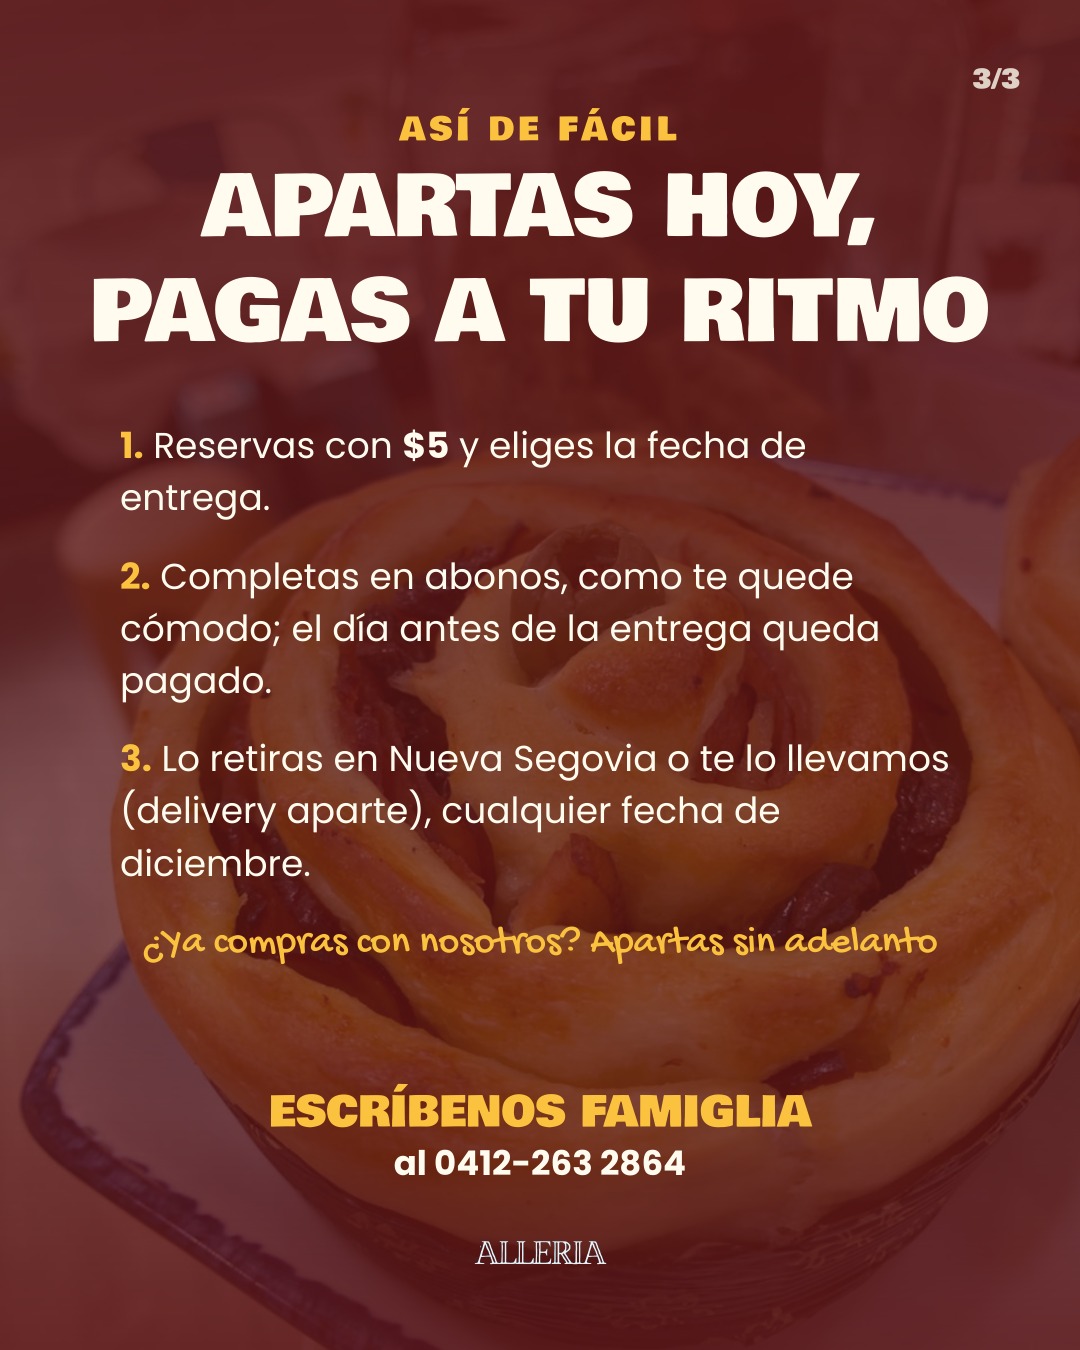 3/3
ASÍ DE FÁCIL
APARTAS HOY,
PAGAS A TU RITMO
1. Reservas con $5 y eliges la fecha de
entrega.
2. Completas en abonos, como te quede
cómodo; el día antes de la entrega queda
pagado.
3. Lo retiras en Nueva Segovia o te lo llevamos
(delivery aparte), cualquier fecha de
diciembre.
¿Ya compras con nosotros? Apartas sin adelanto
ESCRÍBENOS FAMIGLIA
al 0412-263 2864
ALLERIA